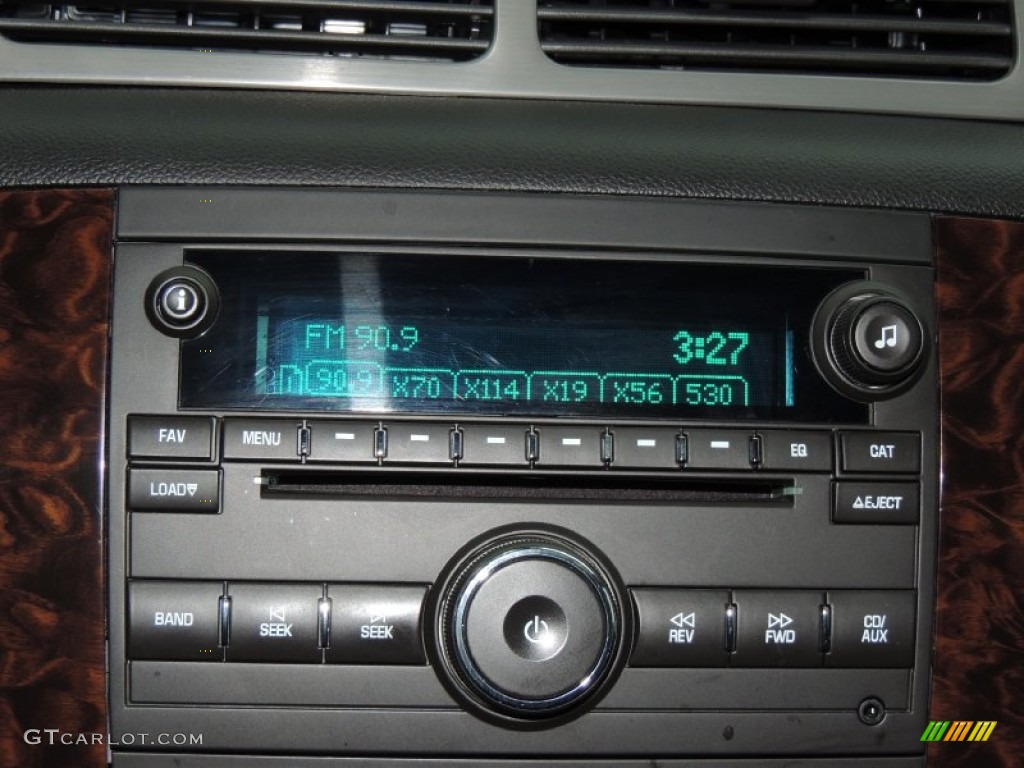 FM 90.9 3:27
1 90.9 X70 X114 X19 X56 530
FAV MENU EQ CAT
LOAD EJECT
BAND SEEK SEEK REV FWD CD/
AUX
GTCARLOT.COM